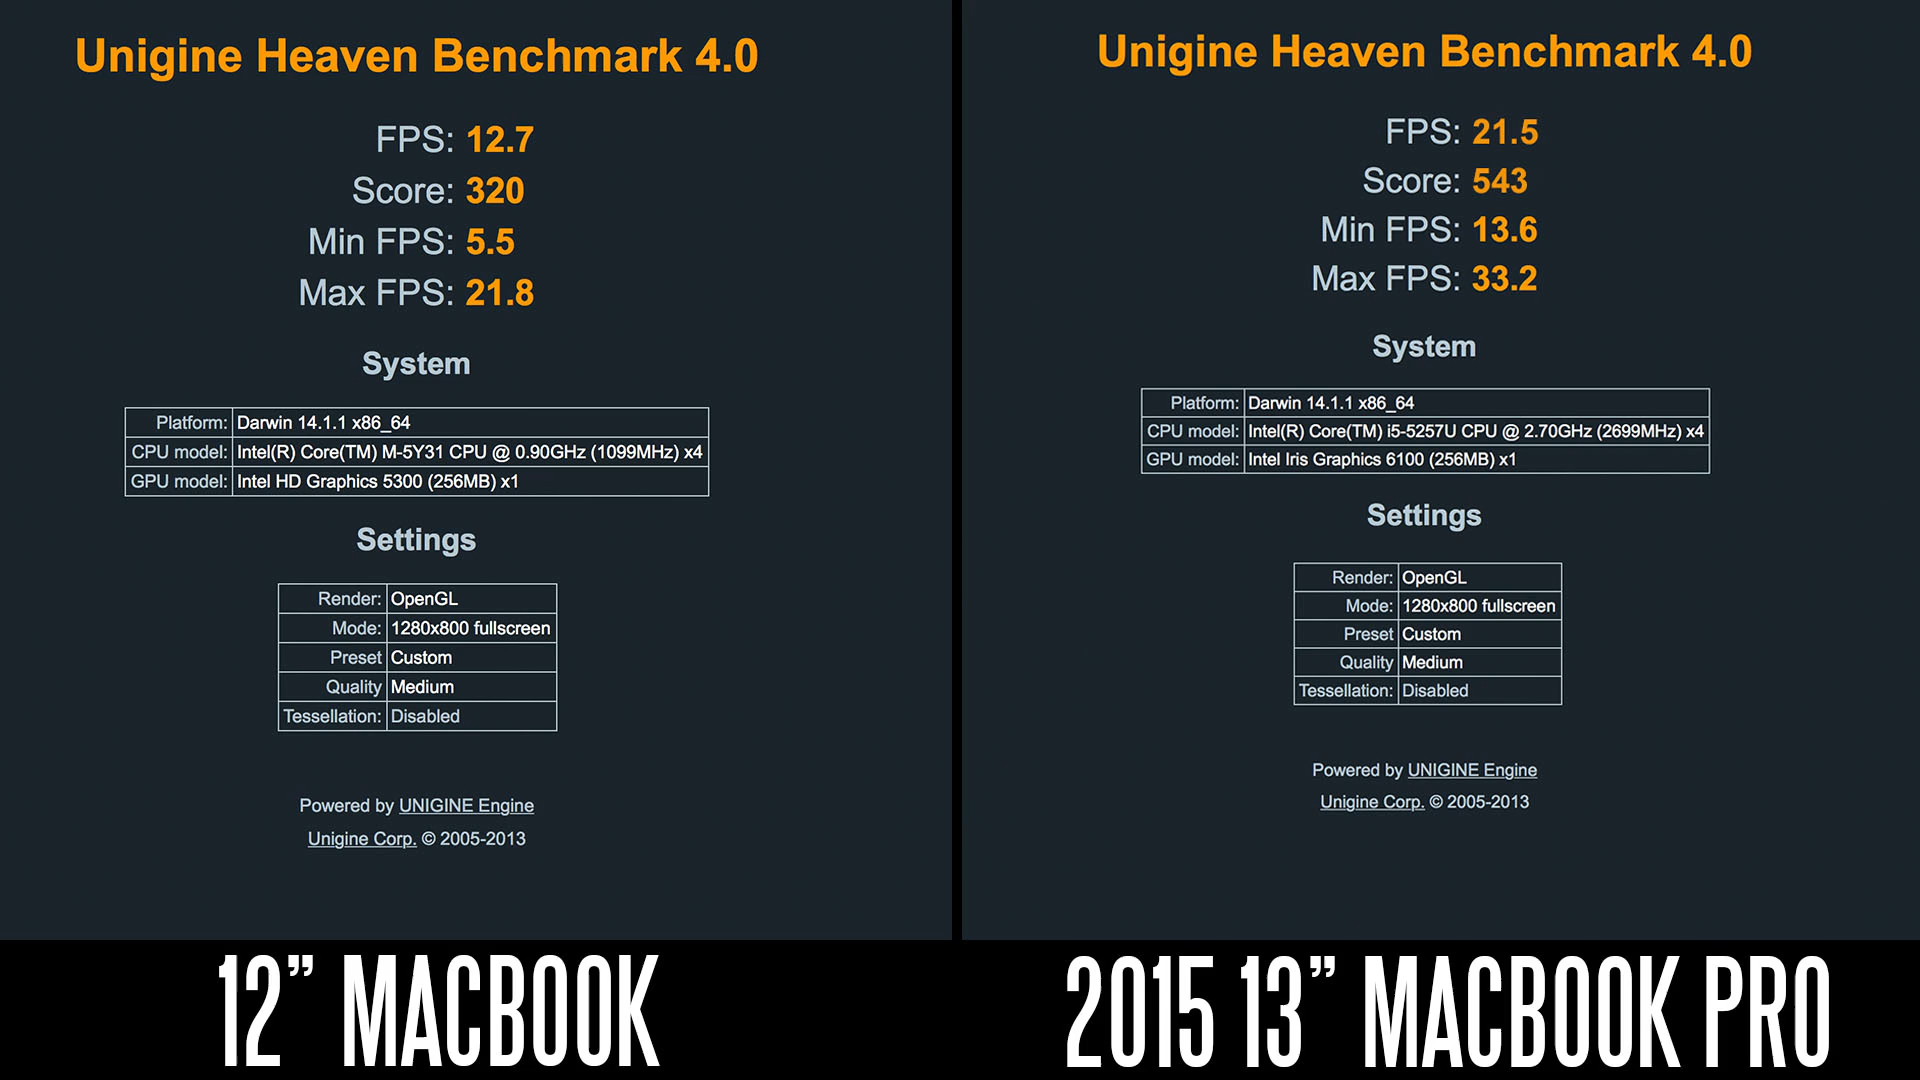 Unigine Heaven Benchmark 4.0
FPS: 12.7
Score: 320
Min FPS: 5.5
Max FPS: 21.8
System
Platform: Darwin 14.1.1 x86_64
CPU model: Intel(R) Core(TM) M-5Y31 CPU @ 0.90GHz (1099MHz) x4
GPU model: Intel HD Graphics 5300 (256MB) x1
Settings
Render: OpenGL
Mode: 1280x800 fullscreen
Preset Custom
Quality Medium
Tessellation: Disabled
Powered by UNIGINE Engine
Unigine Corp. © 2005-2013
12” MACBOOK
Unigine Heaven Benchmark 4.0
FPS: 21.5
Score: 543
Min FPS: 13.6
Max FPS: 33.2
System
Platform: Darwin 14.1.1 x86_64
CPU model: Intel(R) Core(TM) i5-5257U CPU @ 2.70GHz (2699MHz) x4
GPU model: Intel Iris Graphics 6100 (256MB) x1
Settings
Render: OpenGL
Mode: 1280x800 fullscreen
Preset Custom
Quality Medium
Tessellation: Disabled
Powered by UNIGINE Engine
Unigine Corp. © 2005-2013
2015 13” MACBOOK PRO